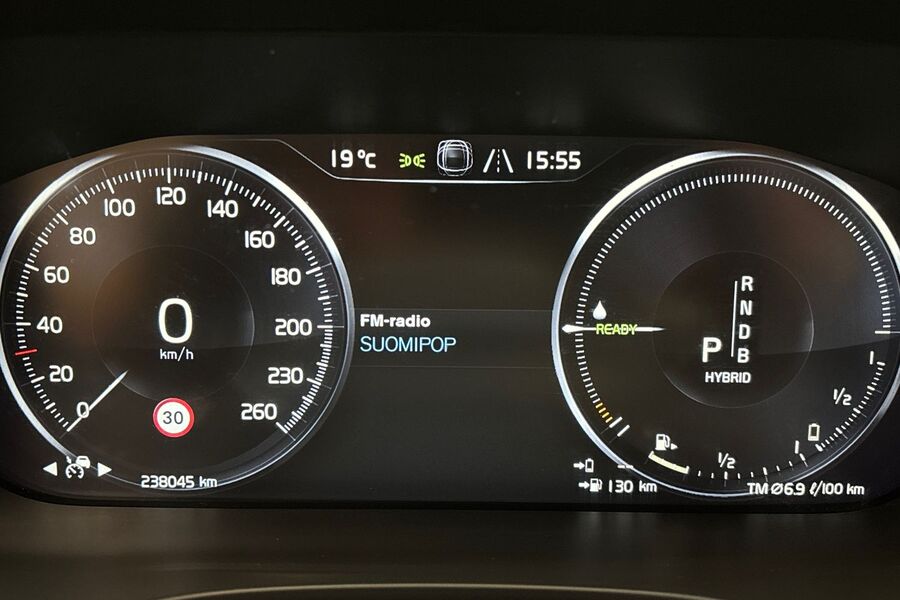 19°C 15:55
0
20
40
60
80
100
120
140
160
180
200
230
260
0
km/h
30
238045 km
FM-radio
SUOMIPOP
READY
P
R
N
D
B
HYBRID
1
1/2
1
1/2
--
130 km
TM Ø6.9 ℓ/100 km